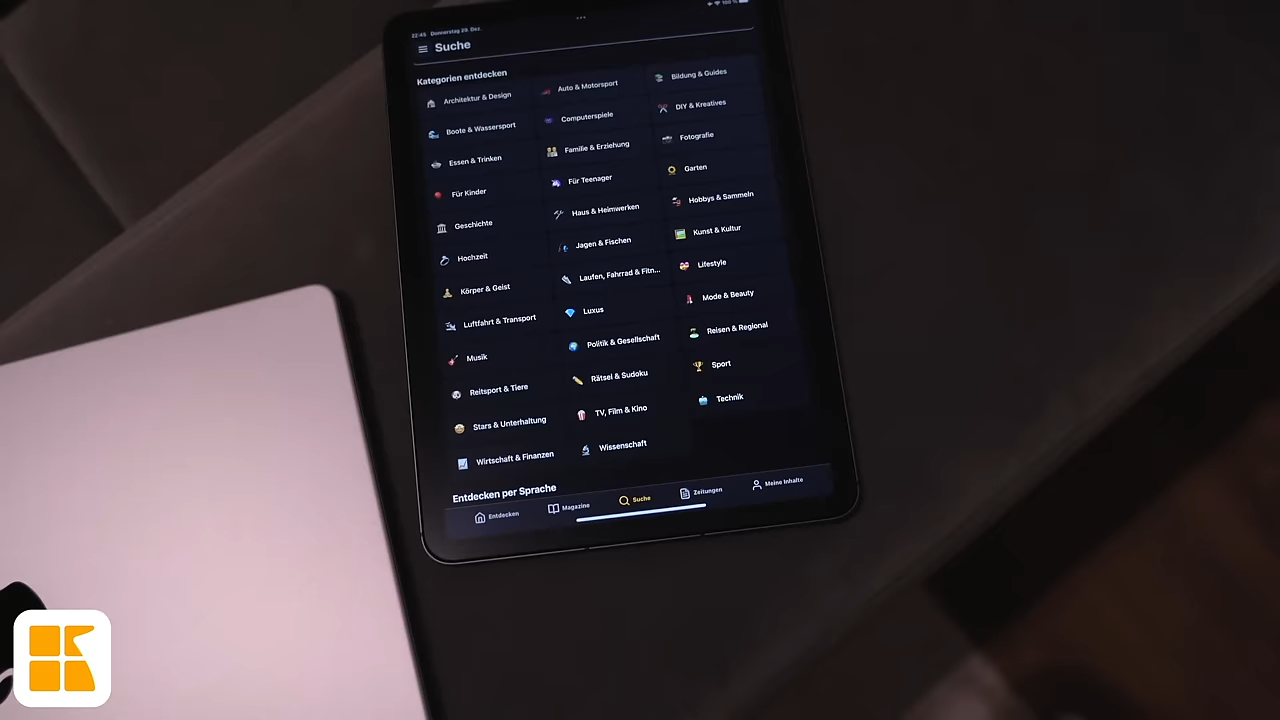 22:45 Donnerstag 29. Dez.
100 %
Suche
Kategorien entdecken
Architektur & Design
Auto & Motorsport
Bildung & Guides
Boote & Wassersport
Computerspiele
DIY & Kreatives
Essen & Trinken
Familie & Erziehung
Fotografie
Für Kinder
Für Teenager
Garten
Geschichte
Haus & Heimwerken
Hobbys & Sammeln
Hochzeit
Jagen & Fischen
Kunst & Kultur
Körper & Geist
Laufen, Fahrrad & Fitn...
Lifestyle
Luftfahrt & Transport
Luxus
Mode & Beauty
Musik
Politik & Gesellschaft
Reisen & Regional
Reitsport & Tiere
Rätsel & Sudoku
Sport
Stars & Unterhaltung
TV, Film & Kino
Technik
Wirtschaft & Finanzen
Wissenschaft
Entdecken per Sprache
Entdecken
Magazine
Suche
Zeitungen
Meine Inhalte